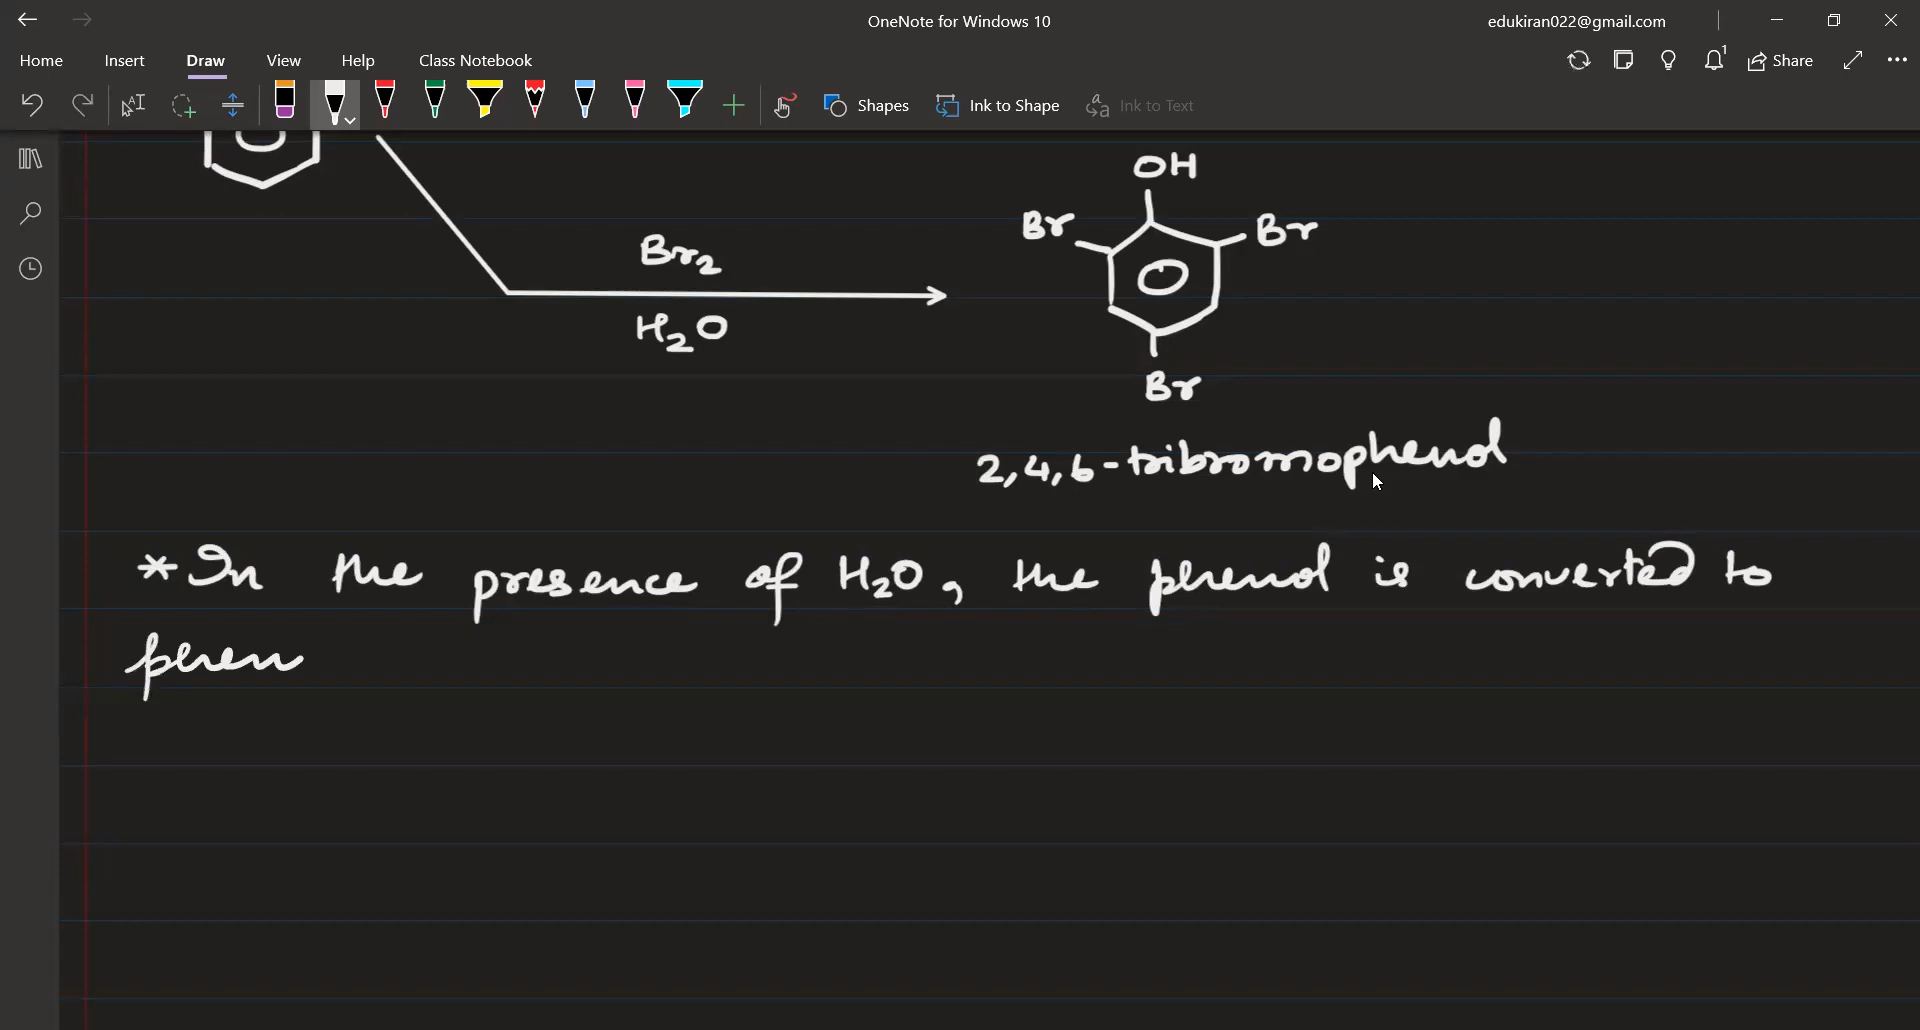 OneNote for Windows 10
edukiran022@gmail.com
Home Insert Draw View Help Class Notebook
Share
Shapes Ink to Shape Ink to Text
OH
Br Br
Br₂
H₂O
Br
2,4,6-tribromophenol
*In the presence of H₂O, the phenol is converted to
phen